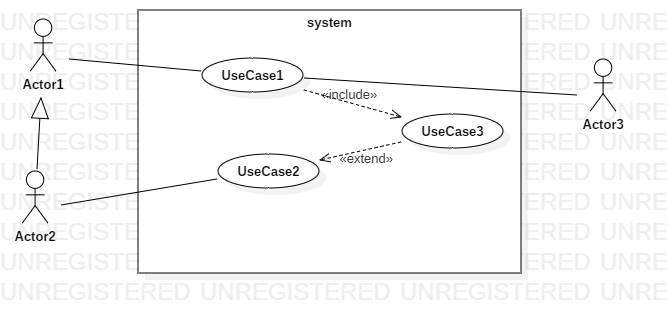 system
UseCase1
Actor1
«include»
Actor3
UseCase3
«extend»
UseCase2
Actor2
UNREGISTERED UNREGISTERED UNREGISTERED UNRE